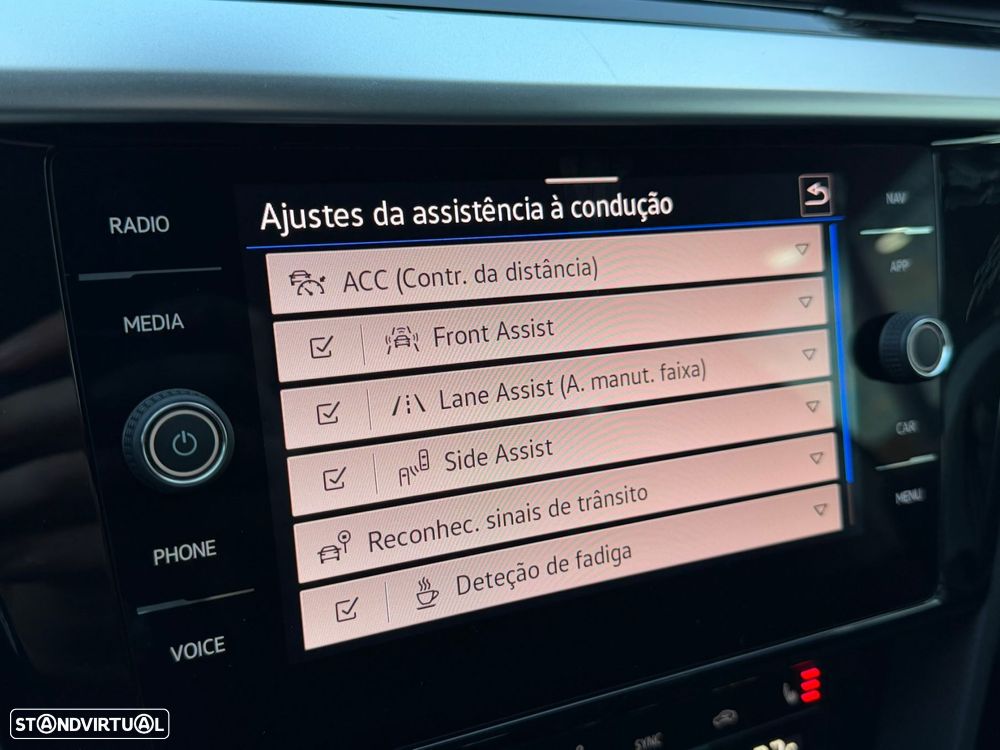 Ajustes da assistência à condução
RADIO
NAV
ACC (Contr. da distância)
APP
MEDIA
Front Assist
Lane Assist (A. manut. faixa)
Side Assist
CAR
Reconhec. sinais de trânsito
MENU
PHONE
Deteção de fadiga
VOICE
SYNC
STANDVIRTUAL